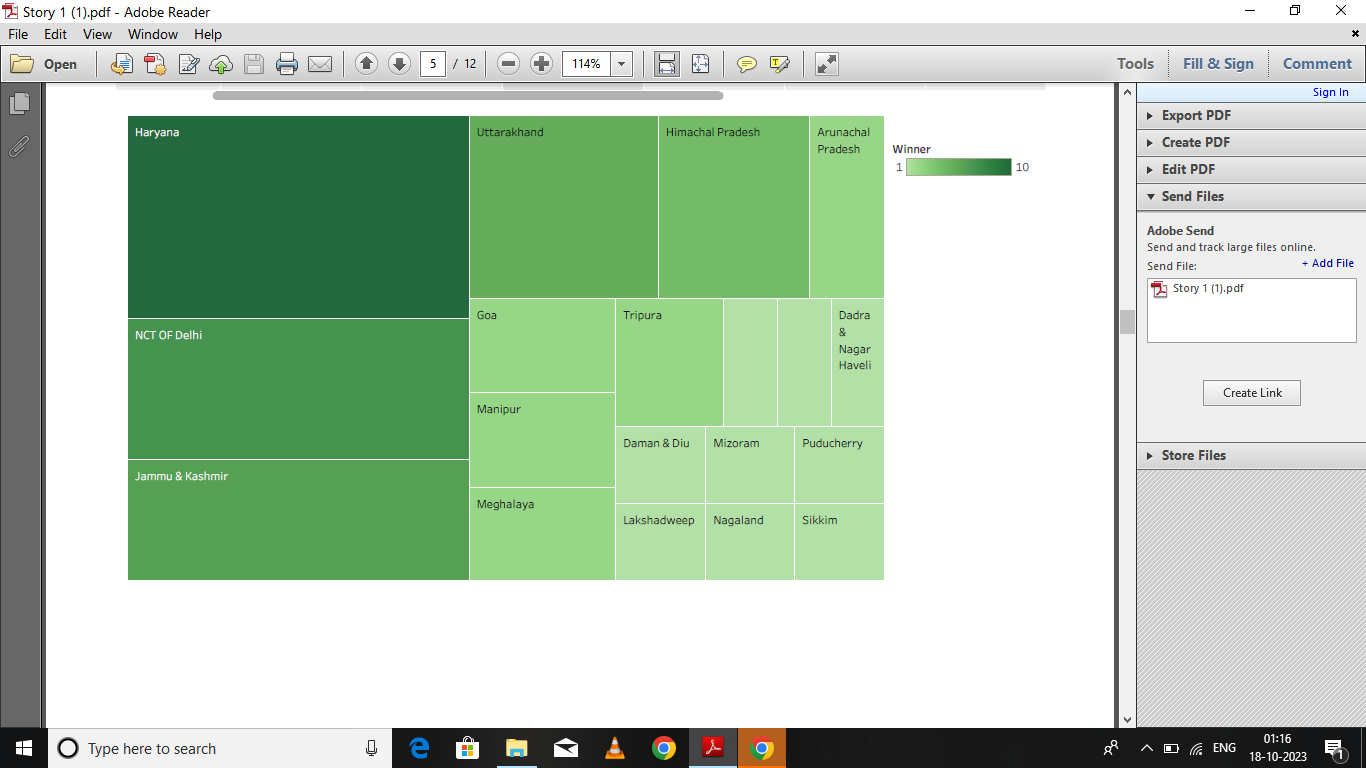 Story 1 (1).pdf - Adobe Reader
File Edit View Window Help
Open
5 / 12
114%
Tools
Fill & Sign
Comment
Sign In
Export PDF
Create PDF
Edit PDF
Send Files
Adobe Send
Send and track large files online.
Send File:
+ Add File
Story 1 (1).pdf
Create Link
Store Files
Haryana
NCT OF Delhi
Jammu & Kashmir
Uttarakhand
Himachal Pradesh
Arunachal
Pradesh
Goa
Manipur
Meghalaya
Tripura
Dadra
&
Nagar
Haveli
Daman & Diu
Mizoram
Puducherry
Lakshadweep
Nagaland
Sikkim
Winner
1
10
Type here to search
ENG
01:16
18-10-2023
1